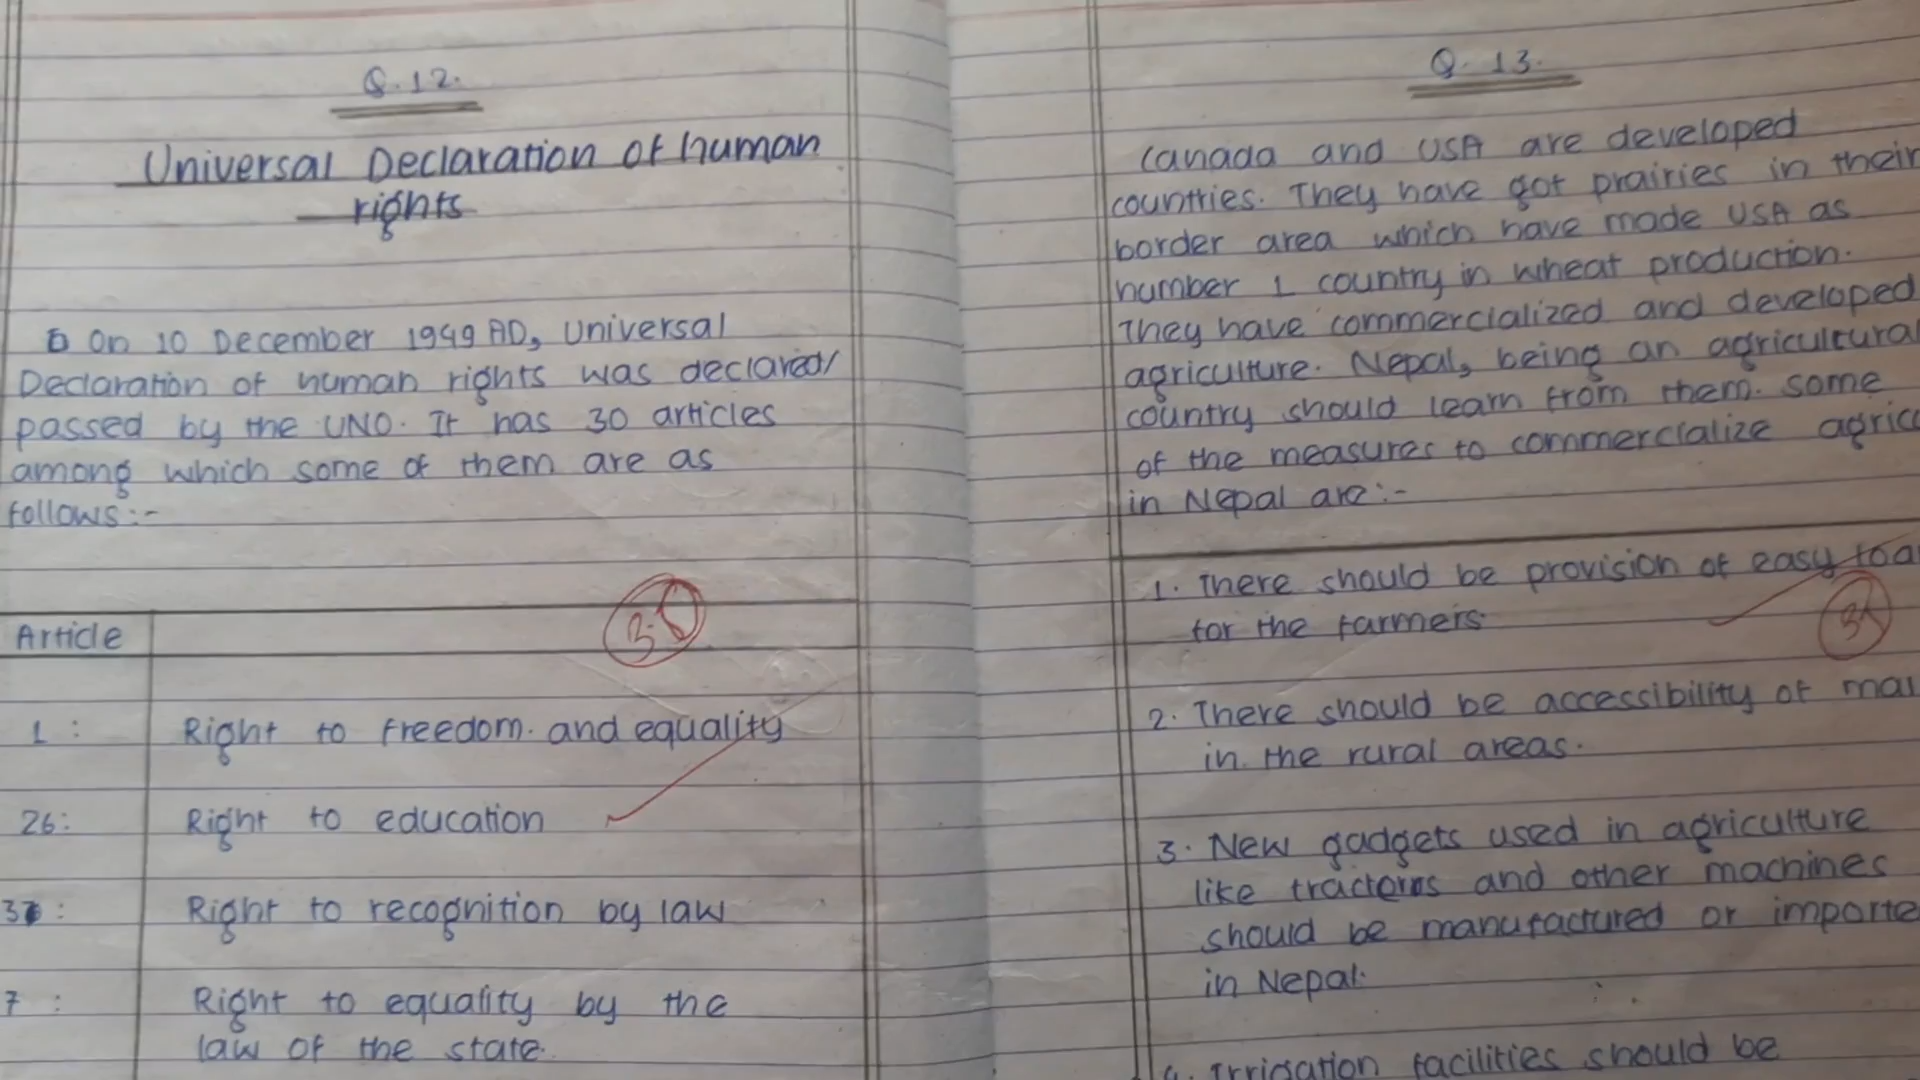 Q. 12.
Universal Declaration of human
rights
On 10 December 1949 AD, Universal
Declaration of human rights was declared/
passed by the UNO. It has 30 articles
among which some of them are as
follows:-
Article
1 : Right to freedom. and equality
26: Right to education
: Right to recognition by law
7 : Right to equality by the
law of the state.
Q. 13.
Canada and USA are developed
countries. They have got prairies in their
border area which have made USA as
number 1 country in wheat production.
They have commercialized and developed
agriculture. Nepal, being an agricultural
country should learn from them. some
of the measures to commercialize agric
in Nepal are:-
1. There should be provision of easy loa
for the farmers.
2. There should be accessibility of
in. the rural areas.
3. New gadgets used in agriculture
like tractors and other machines
should be manufactured or importe
in Nepal.
4. Irrigation facilities should be